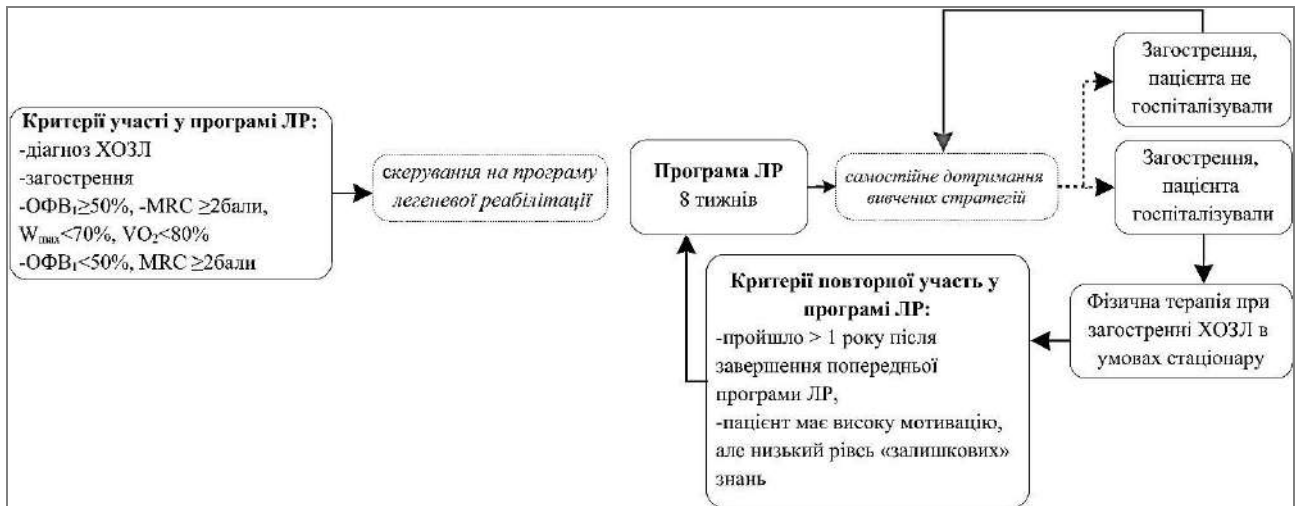 Критерії участі у програмі ЛР:
-діагноз ХОЗЛ
-загострення
-ОФВ₁≥50%, -MRC ≥2бали,
Wmax<70%, VO₂<80%
-ОФВ₁<50%, MRC ≥2бали
скерування на програму
легеневої реабілітації
Програма ЛР
8 тижнів
самостійне дотримання
вивчених стратегій
Загострення,
пацієнта не
госпіталізували
Загострення,
пацієнта
госпіталізували
Фізична терапія при
загостренні ХОЗЛ в
умовах стаціонару
Критерії повторної участь у
програмі ЛР:
-пройшло > 1 року після
завершення попередньої
програми ЛР,
-пацієнт має високу мотивацію,
але низький рівсь «залишкових»
знань